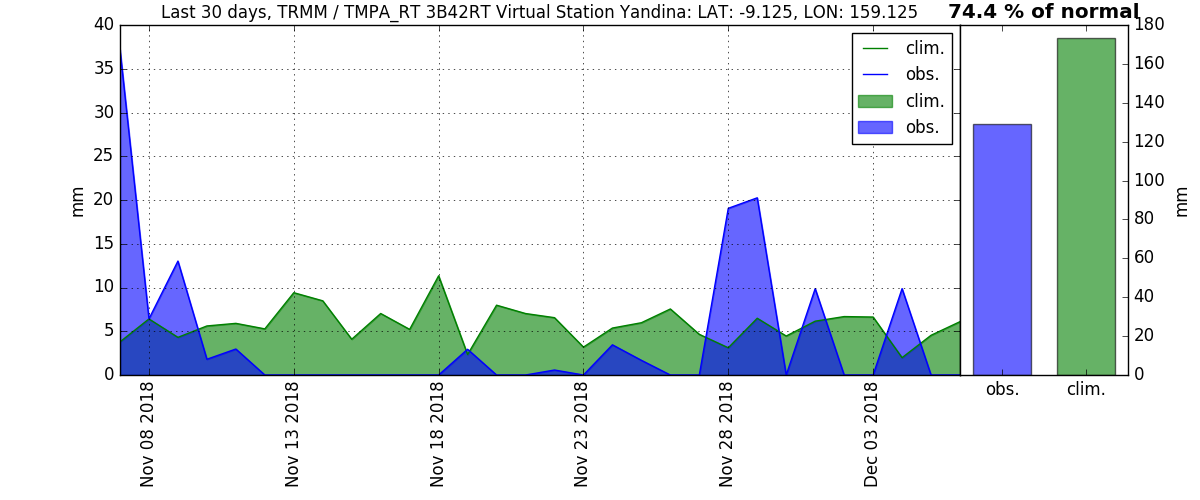 Last 30 days, TRMM / TMPA_RT 3B42RT Virtual Station Yandina: LAT: -9.125, LON: 159.125
74.4 % of normal
40
35
30
25
20
15
10
5
0
mm
clim.
obs.
clim.
obs.
Nov 08 2018
Nov 13 2018
Nov 18 2018
Nov 23 2018
Nov 28 2018
Dec 03 2018
180
160
140
120
100
80
60
40
20
0
mm
obs.
clim.